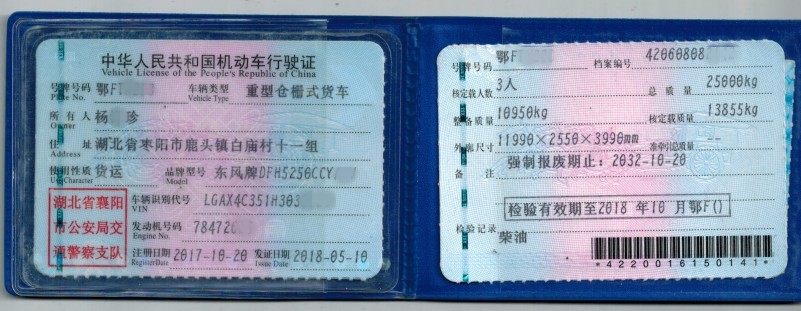 中华人民共和国机动车行驶证
Vehicle License of the People's Republic of China
号牌号码 鄂F 车辆类型 重型仓栅式货车
Plate No. Vehicle Type
所有人 杨 珍
Owner
住址 湖北省枣阳市鹿头镇白庙村十一组
Address
使用性质 货运 品牌型号 东风牌DFH5250CCY
Use Character Model
湖北省襄阳
市公安局交
通警察支队
车辆识别代号 LGAX4C351H303
VIN
发动机号码 78472
Engine No.
注册日期 2017-10-20 发证日期 2018-05-10
Register Date Issue Date
号牌号码 鄂F 档案编号 42060808
核定载人数 3人 总质量 25000kg
整备质量 10950kg 核定载质量 13855kg
外廓尺寸 11990×2550×3990mm 准牵引总质量 --
备注 强制报废期止：2032-10-20
检验有效期至2018 年10 月鄂F()
检验记录
柴油
*4220016150141*